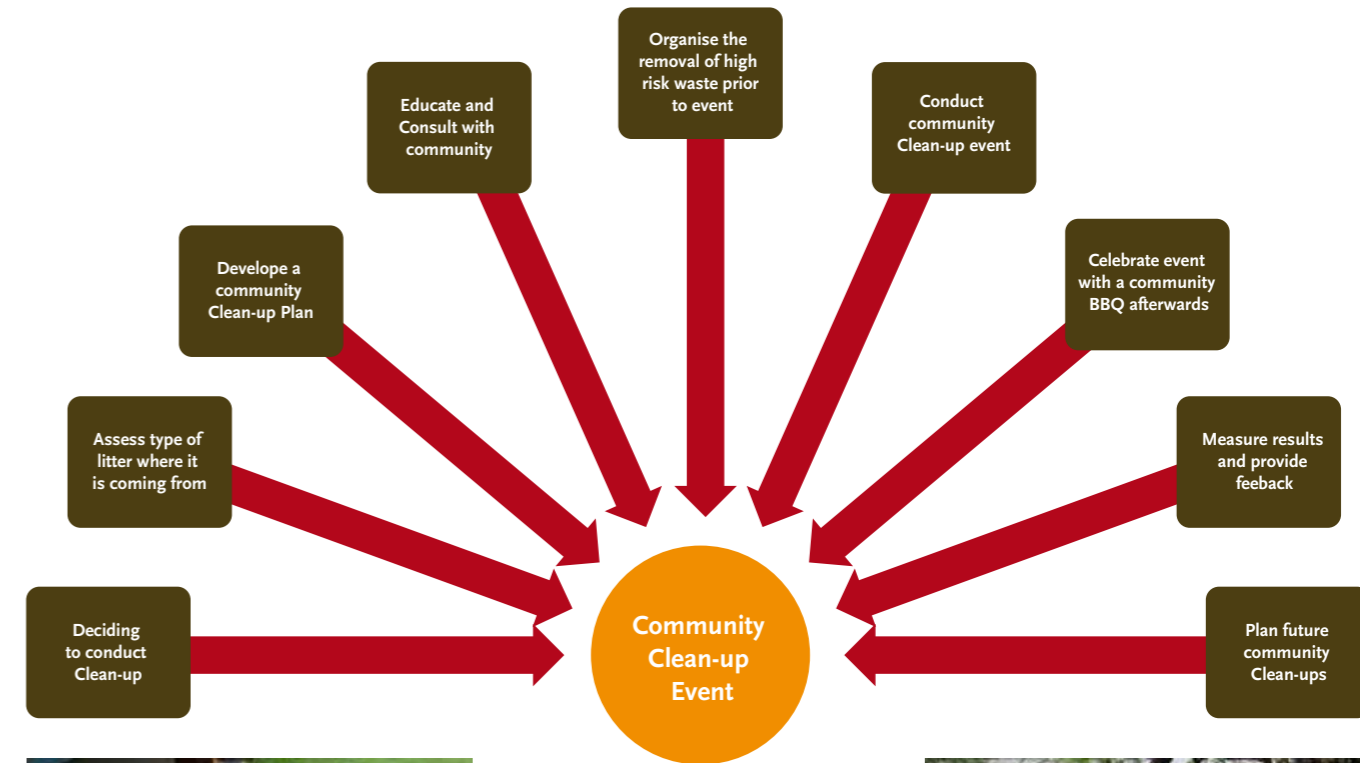 Organise the
removal of high
risk waste prior
to event
Educate and
Consult with
community
Conduct
community
Clean-up event
Develope a
community
Clean-up Plan
Celebrate event
with a community
BBQ afterwards
Assess type of
litter where it
is coming from
Measure results
and provide
feeback
Deciding
to conduct
Clean-up
Community
Clean-up
Event
Plan future
community
Clean-ups